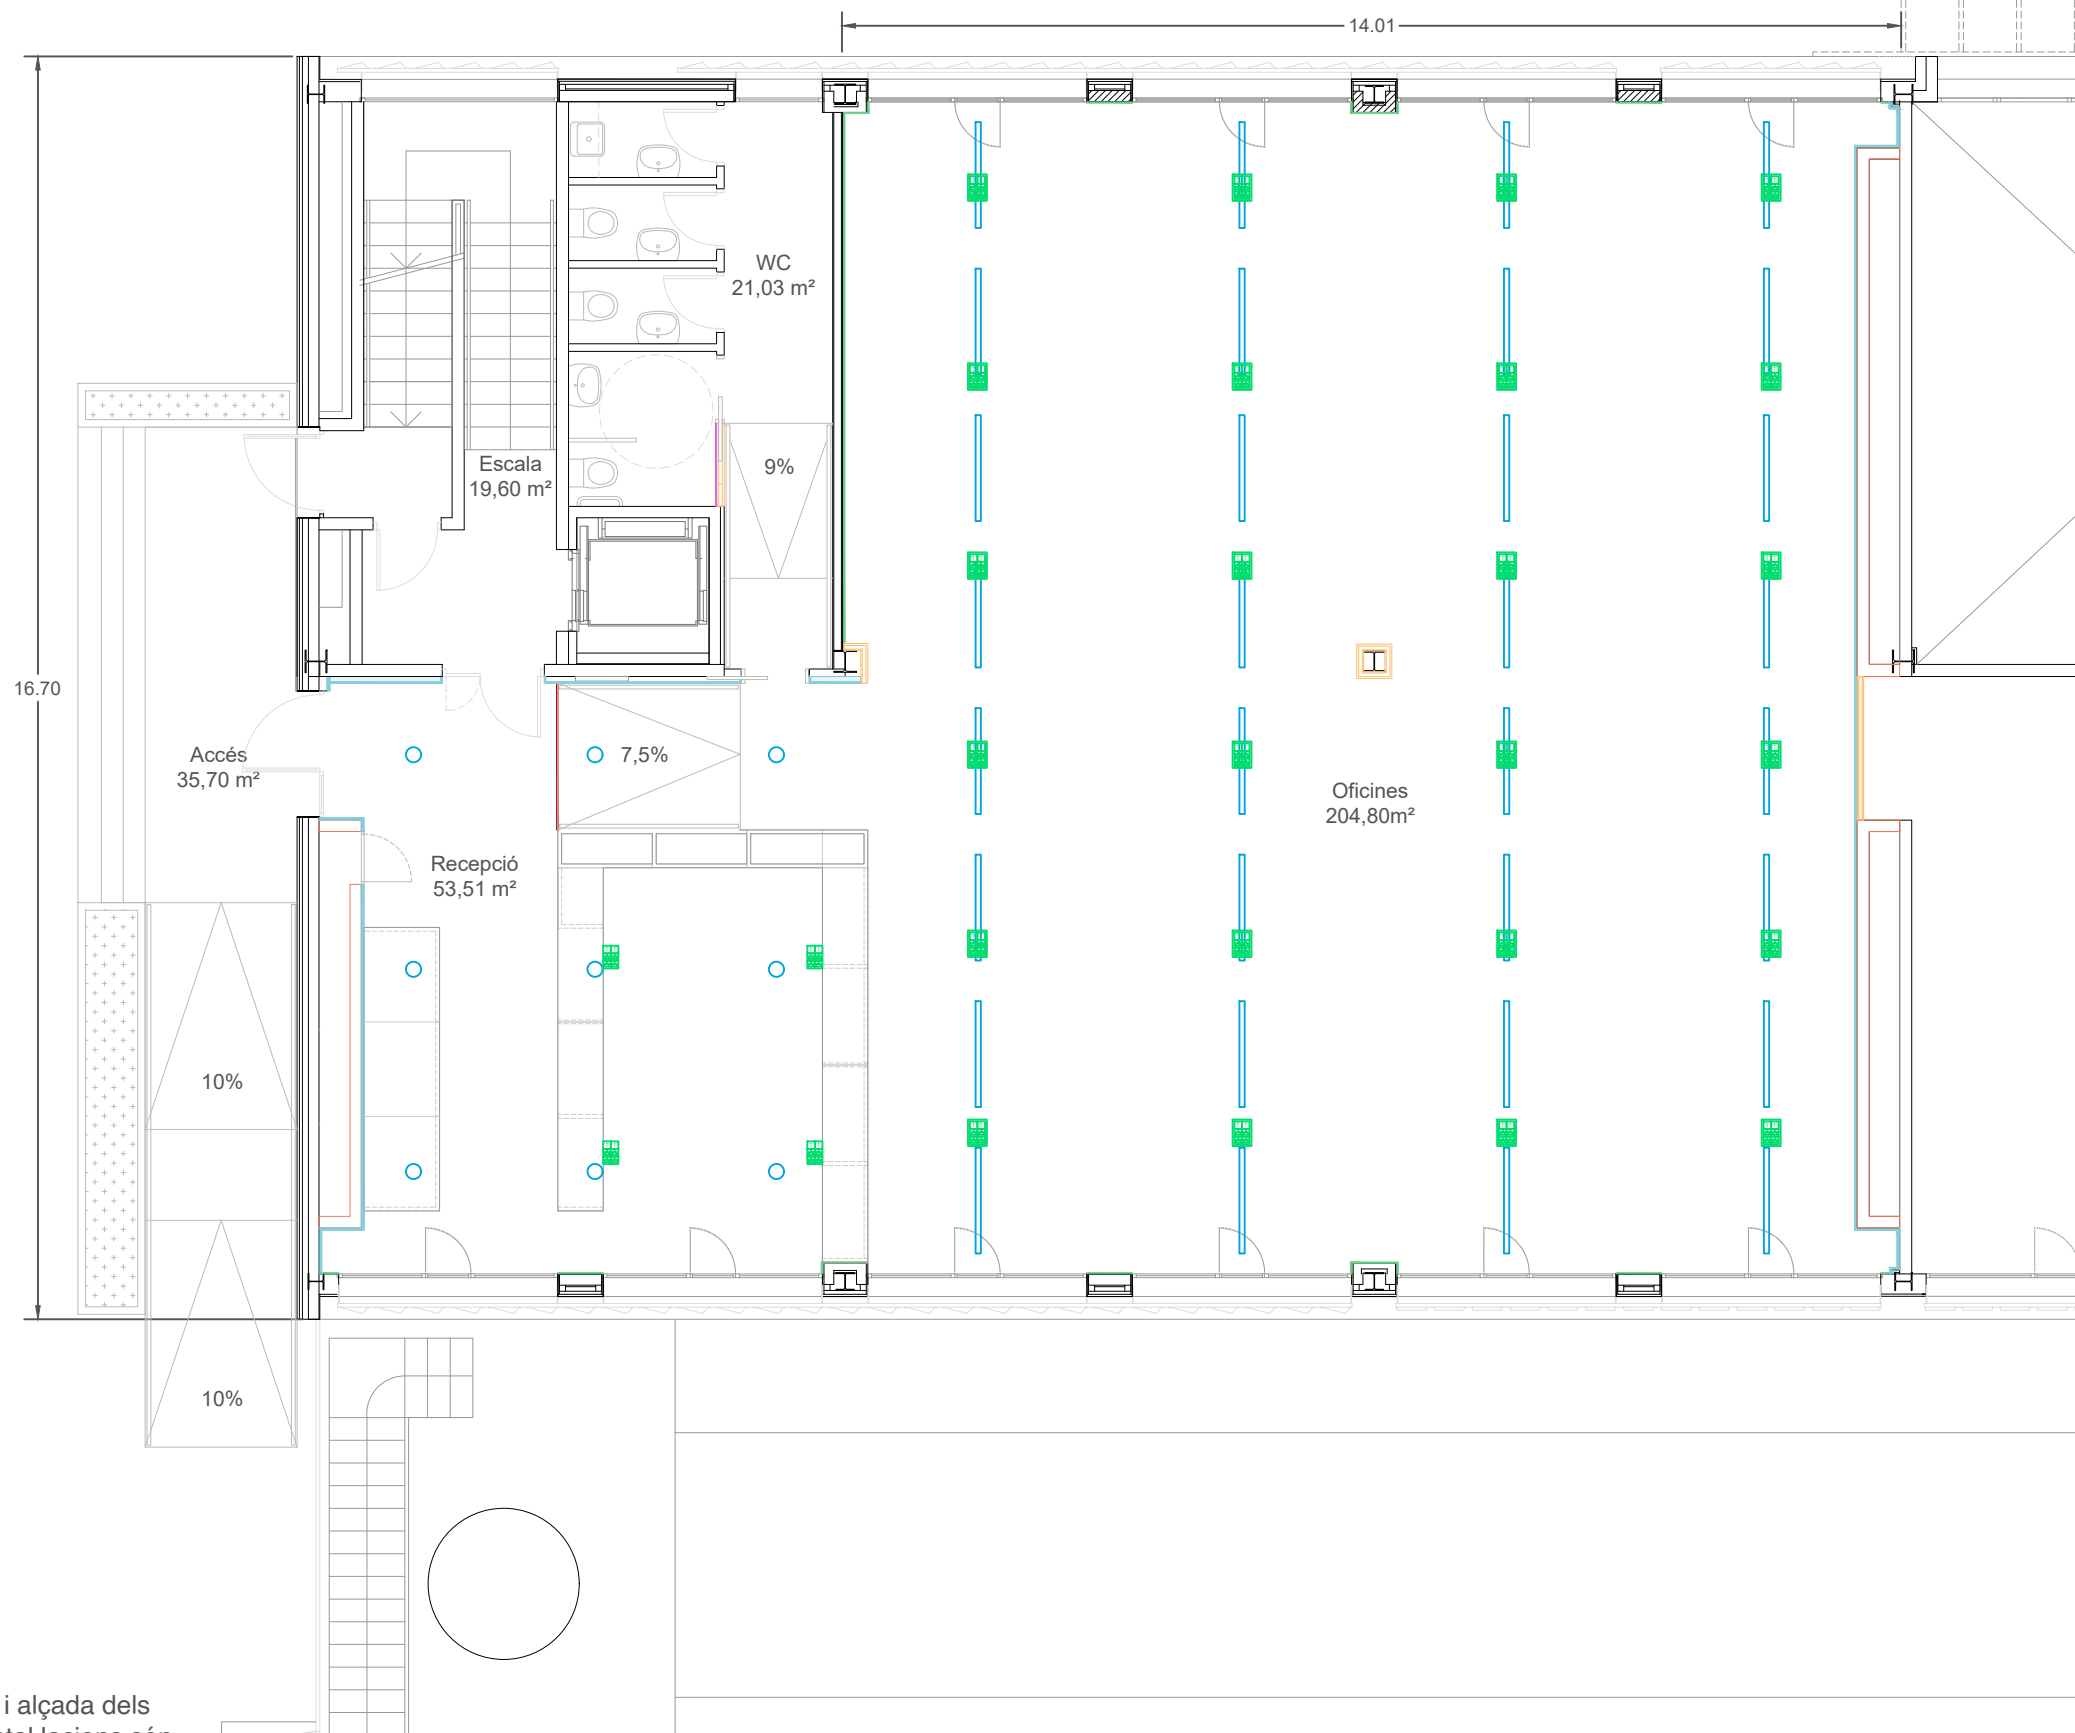 14.01
WC
21,03 m²
9%
Escala
19,60 m²
16.70
Accés
35,70 m²
7,5%
Oficines
204,80m²
Recepció
53,51 m²
10%
10%
i alçada dels